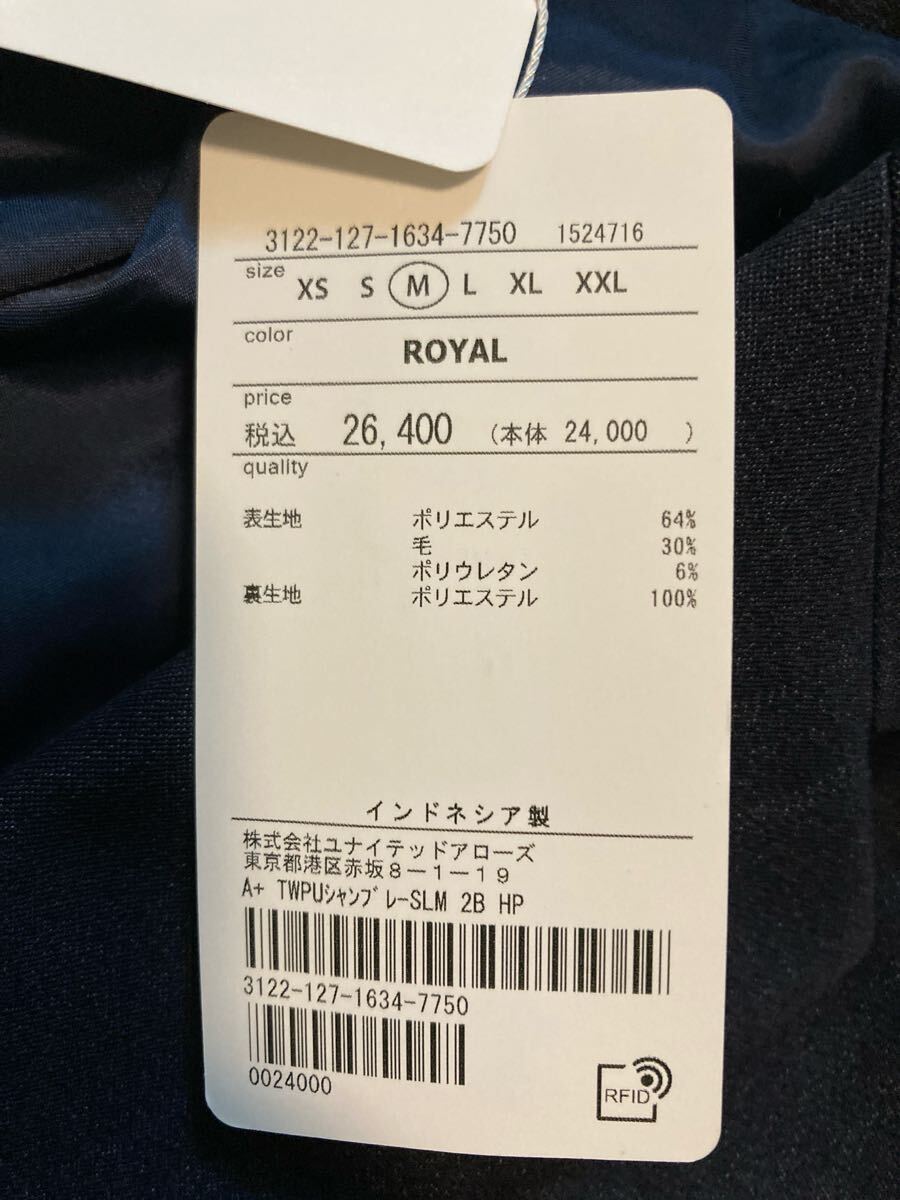 3122-127-1634-7750 1524716
size XS S M L XL XXL
color
ROYAL
price
税込 26,400 (本体 24,000 )
quality
表生地 ポリエステル 64%
毛 30%
ポリウレタン 6%
裏生地 ポリエステル 100%
インドネシア製
株式会社ユナイテッドアローズ
東京都港区赤坂8-1-19
A+ TWPUシャンブレーSLM 2B HP
3122-127-1634-7750
0024000
RFID